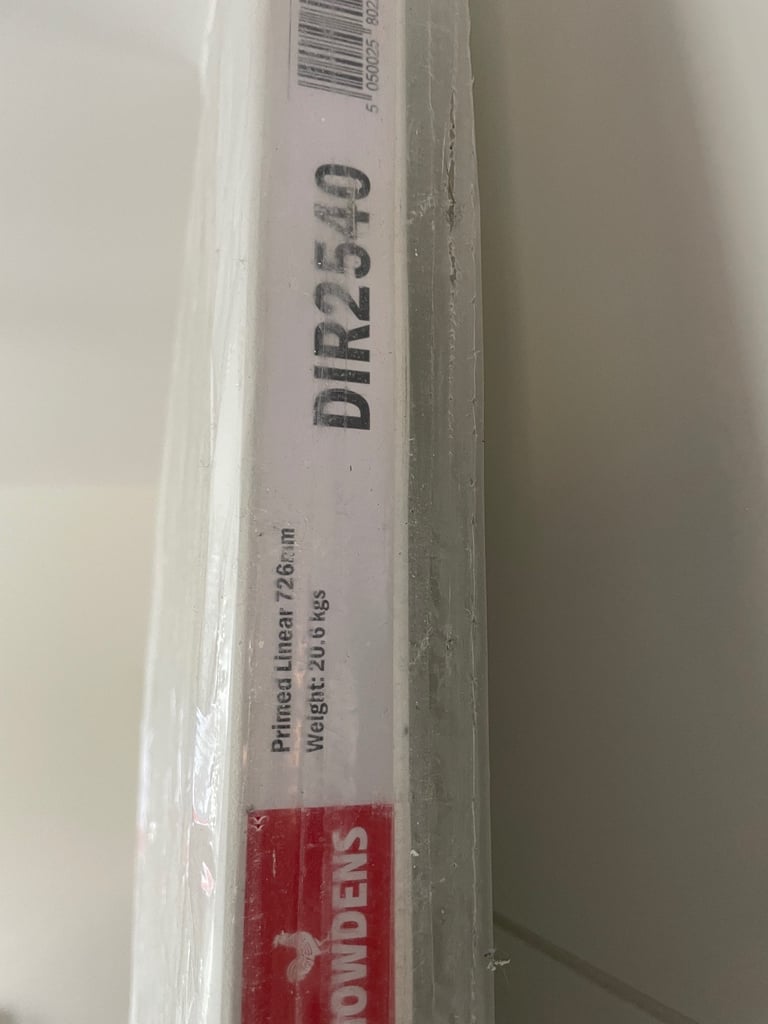 HOWDENS
Primed Linear 726mm
Weight: 20.6 kgs
DIR2540
5 050025 802